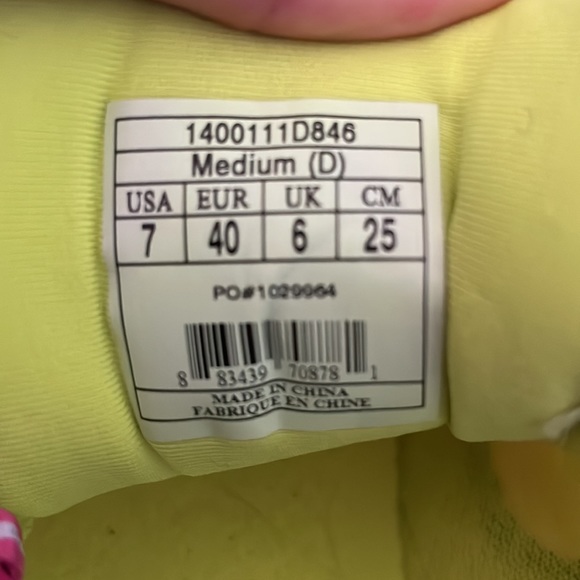 1400111D846
Medium (D)
USA EUR UK CM
7 40 6 25
PO#1029964
8 83439 70878 1
MADE IN CHINA
FABRIQUE EN CHINE